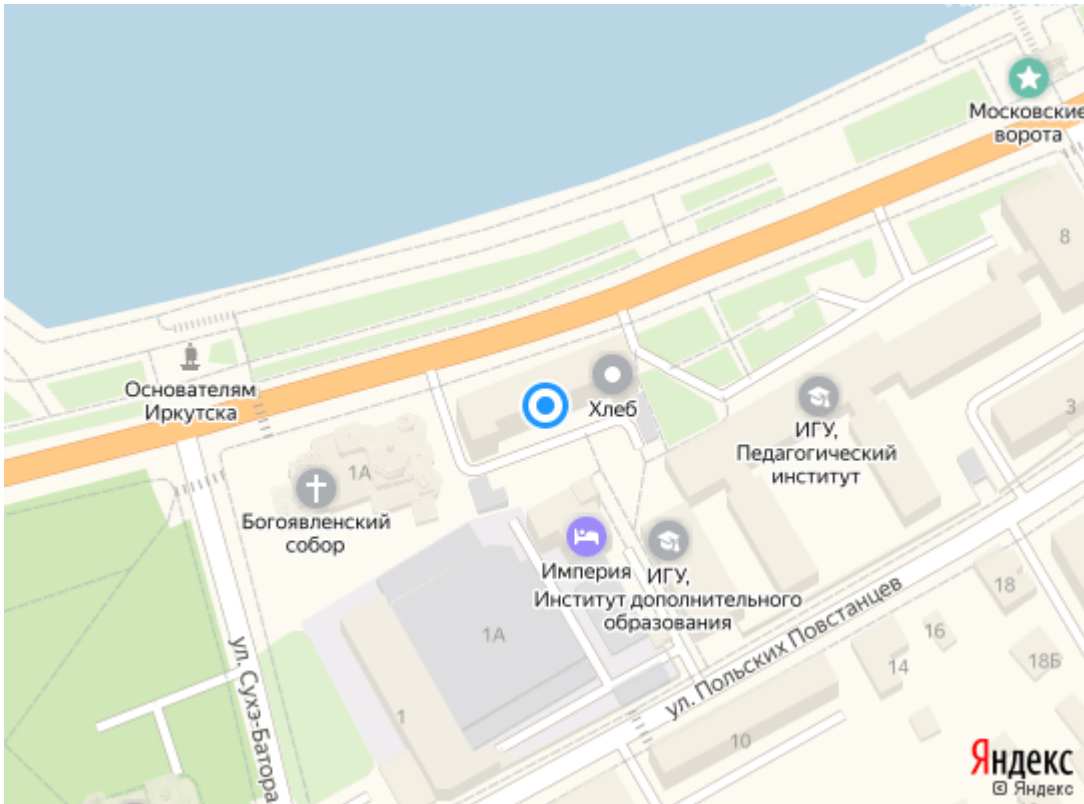 Московские
ворота
8
Основателям
Иркутска
Хлеб
3
ИГУ,
Педагогический
институт
1А
Богоявленский
собор
Империя
ИГУ,
Институт дополнительного
образования
1А
ул. Польских Повстанцев
18
16
14
18Б
ул. Сухэ-Батора
1
10
Яндекс
© Яндекс